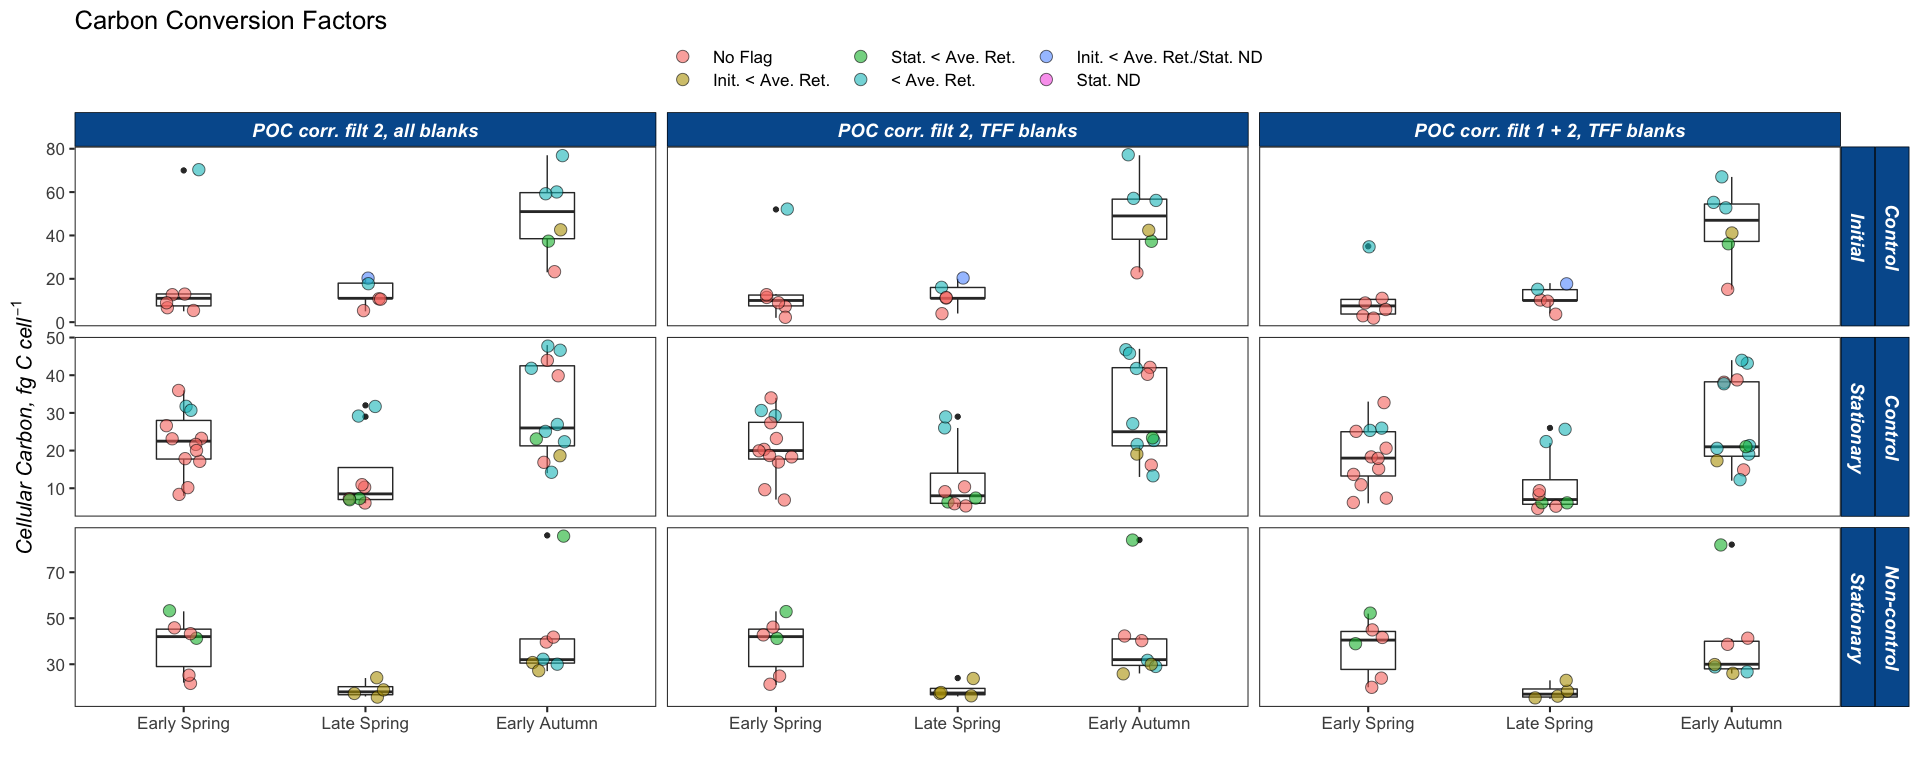 Carbon Conversion Factors
No Flag
Stat. < Ave. Ret.
Init. < Ave. Ret./Stat. ND
Init. < Ave. Ret.
< Ave. Ret.
Stat. ND
POC corr. filt 2, all blanks
POC corr. filt 2, TFF blanks
POC corr. filt 1 + 2, TFF blanks
Cellular Carbon, fg C cell⁻¹
80
60
40
20
0
Initial
Control
50
40
30
20
10
Stationary
Control
70
50
30
Stationary
Non-control
Early Spring
Late Spring
Early Autumn
Early Spring
Late Spring
Early Autumn
Early Spring
Late Spring
Early Autumn